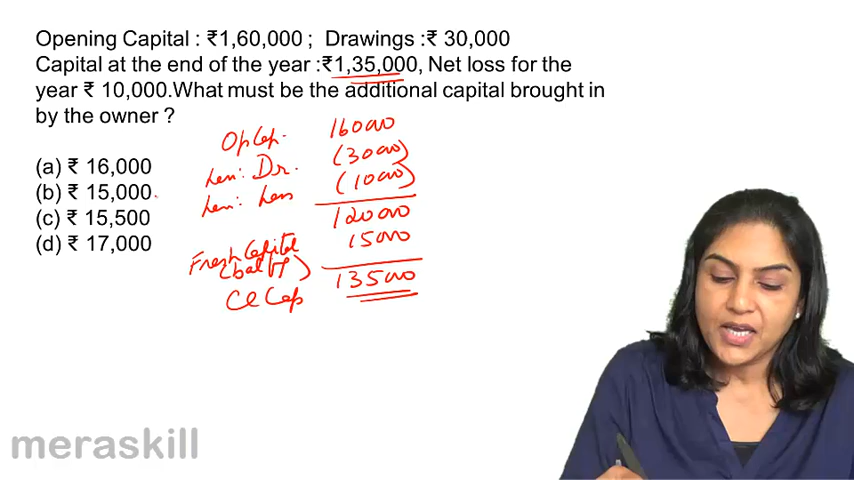 Opening Capital : ₹1,60,000 ; Drawings :₹ 30,000
Capital at the end of the year :₹1,35,000, Net loss for the
year ₹ 10,000.What must be the additional capital brought in
by the owner ?
(a) ₹ 16,000
(b) ₹ 15,000
(c) ₹ 15,500
(d) ₹ 17,000
Op Cap. 160000
Less: Dr. (30000)
Less: Loss (10000)
120000
Fresh Capital 15000
(bal f)
Cl Cap 135000
meraskill